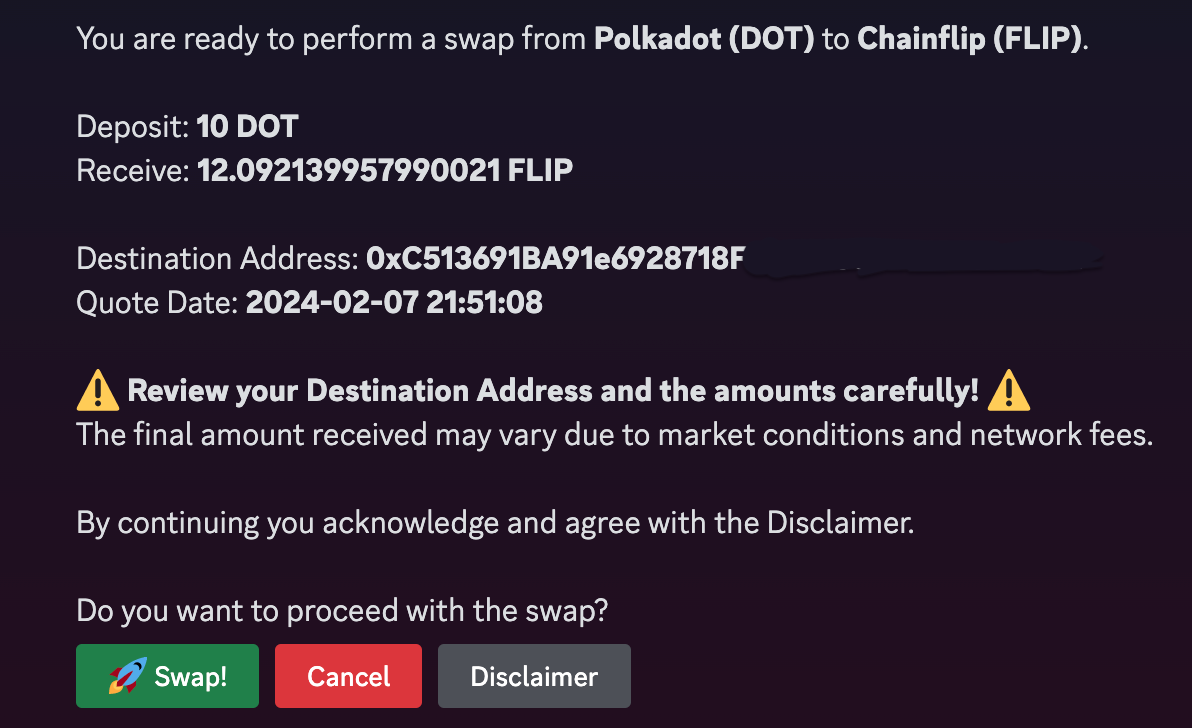 You are ready to perform a swap from Polkadot (DOT) to Chainflip (FLIP).
Deposit: 10 DOT
Receive: 12.092139957990021 FLIP
Destination Address: 0xC513691BA91e6928718F
Quote Date: 2024-02-07 21:51:08
⚠️ Review your Destination Address and the amounts carefully! ⚠️
The final amount received may vary due to market conditions and network fees.
By continuing you acknowledge and agree with the Disclaimer.
Do you want to proceed with the swap?
🚀 Swap! Cancel Disclaimer